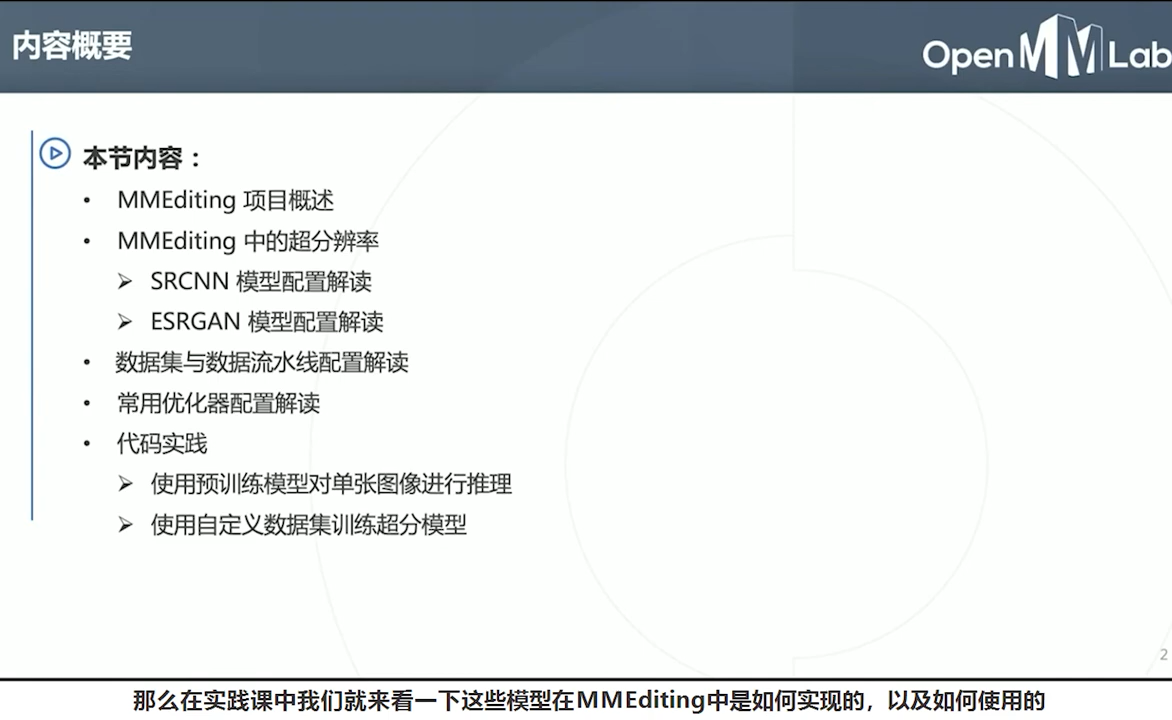 内容概要
OpenMMLab
本节内容：
• MMEditing 项目概述
• MMEditing 中的超分辨率
➢ SRCNN 模型配置解读
➢ ESRGAN 模型配置解读
• 数据集与数据流水线配置解读
• 常用优化器配置解读
• 代码实践
➢ 使用预训练模型对单张图像进行推理
➢ 使用自定义数据集训练超分模型
2
那么在实践课中我们就来看一下这些模型在MMEditing中是如何实现的，以及如何使用的